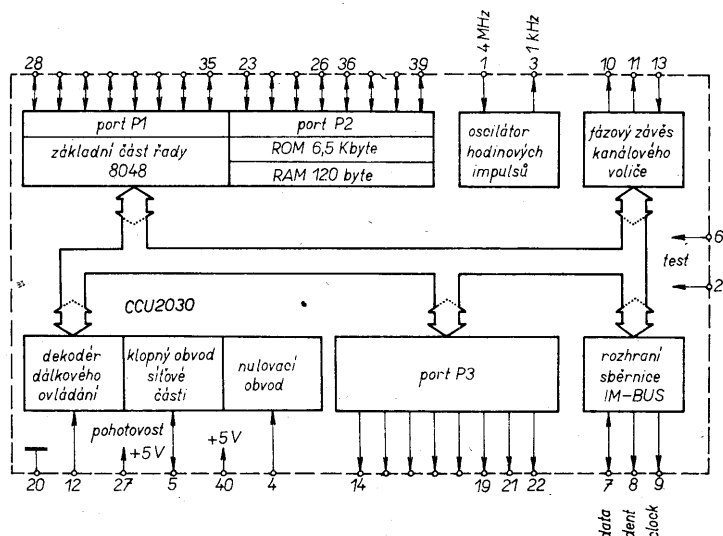 4 MHz
1 kHz
28 35 23 26 36 39 1 3 10 11 13
port P1
port P2
základní část řady
8048
ROM 6,5 Kbyte
RAM 120 byte
oscilátor
hodinových
impulsů
fázový závěs
kanálového
voliče
6
test
2
CCU2030
dekodér
dálkového
ovládání
klopný obvod
síťové
části
nulovací
obvod
port P3
rozhraní
sběrnice
IM-BUS
pohotovost
+5V
+5V
20 12 27 5 40 4 14 19 21 22 7 8 9
data
ident
clock